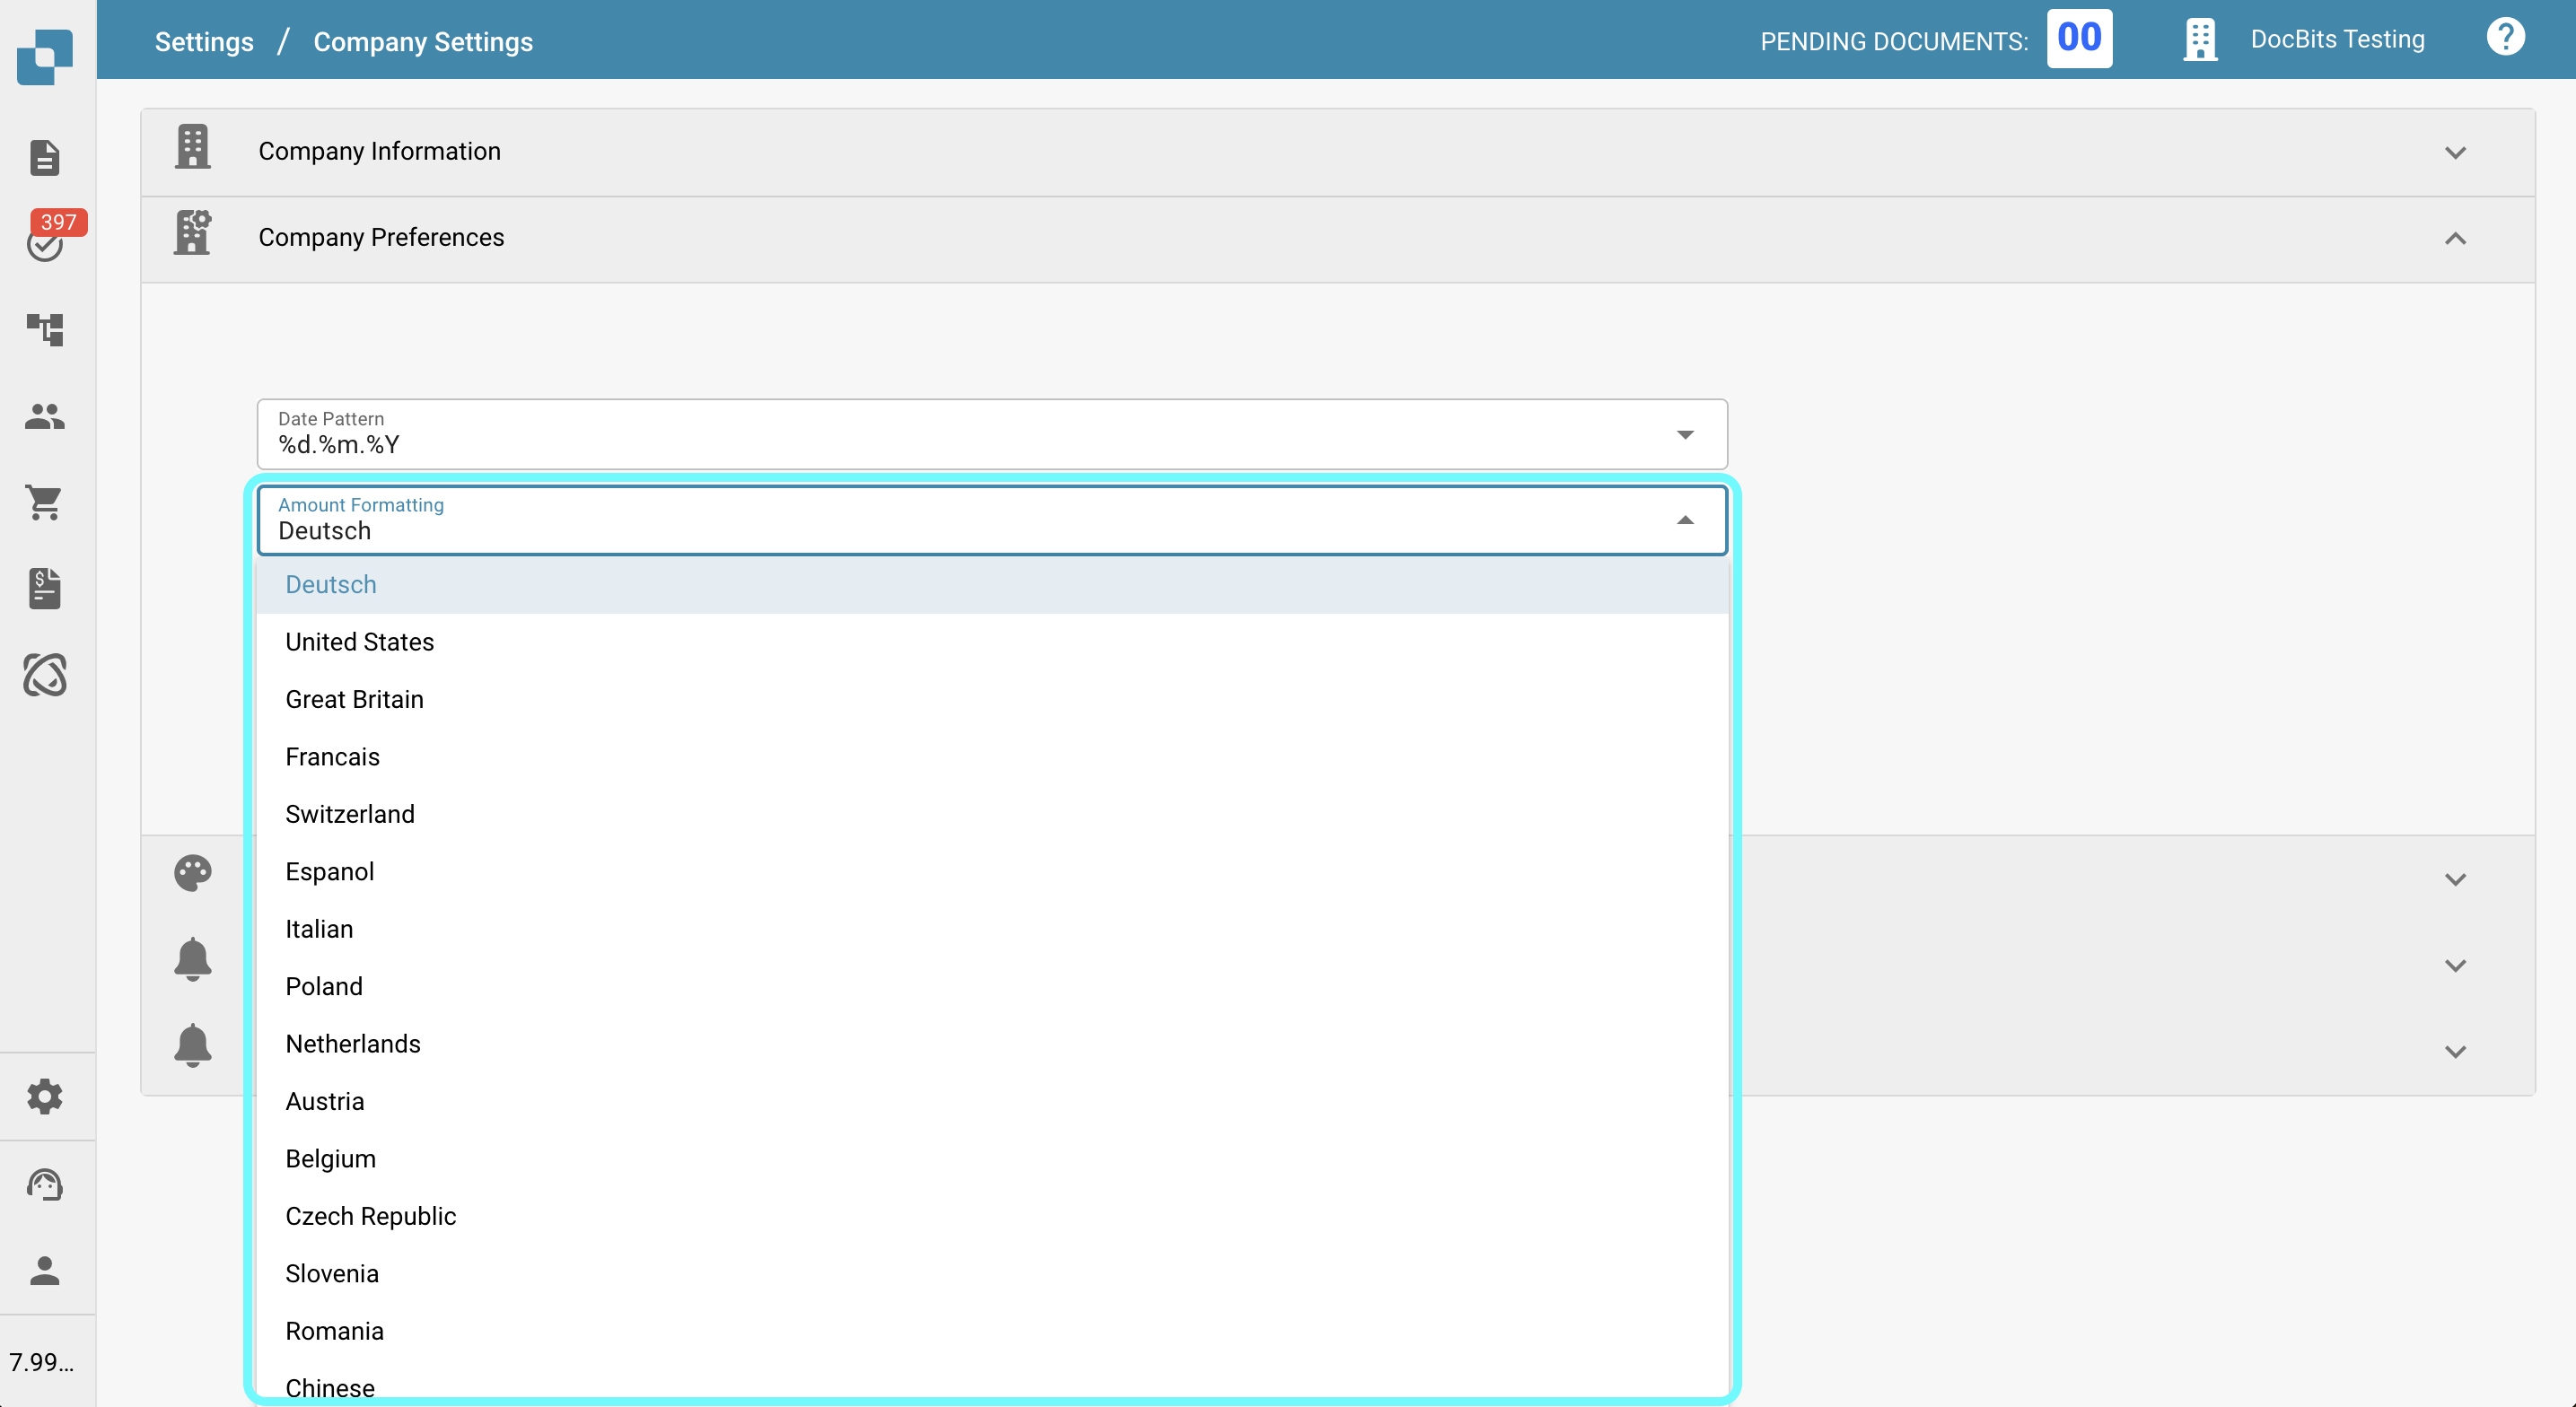 Settings / Company Settings
PENDING DOCUMENTS: 00
DocBits Testing
?
Company Information
397
Company Preferences
Date Pattern
%d.%m.%Y
Amount Formatting
Deutsch
Deutsch
United States
Great Britain
Francais
Switzerland
Espanol
Italian
Poland
Netherlands
Austria
Belgium
Czech Republic
Slovenia
Romania
7.99...
Chinese